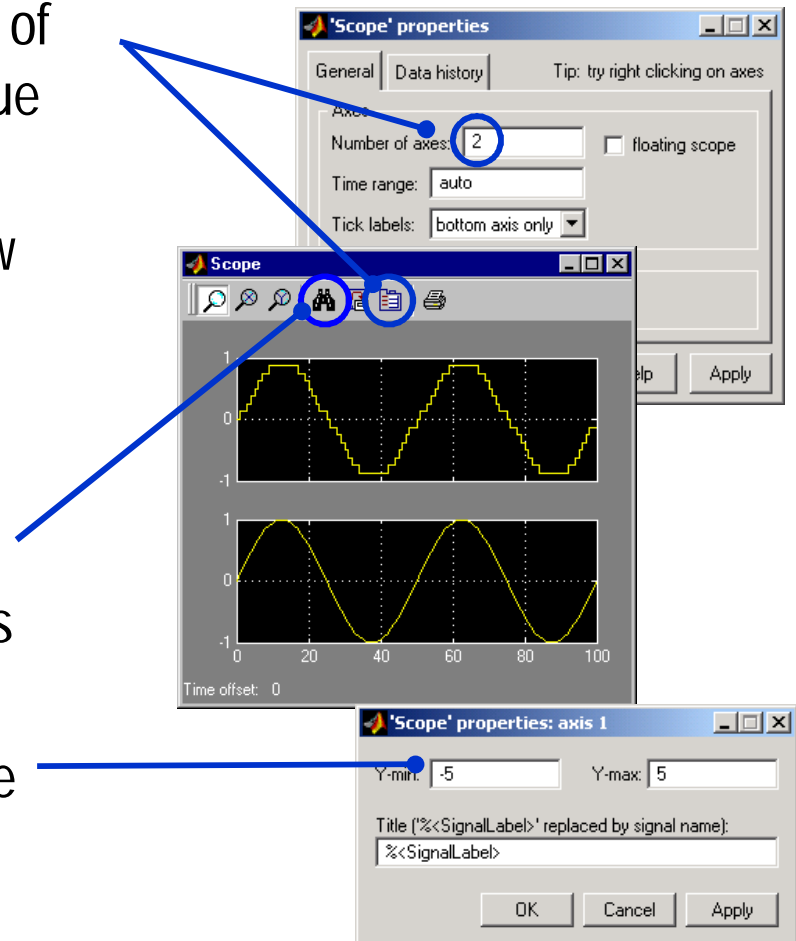 of
ue
w
s
e
'Scope' properties
General
Data history
Tip: try right clicking on axes
Axes
Number of axes: 2
floating scope
Time range: auto
Tick labels: bottom axis only
elp
Apply
Scope
1
0
-1
1
0
-1
0 20 40 60 80 100
Time offset: 0
'Scope' properties: axis 1
Y-min: -5
Y-max: 5
Title ('%<SignalLabel>' replaced by signal name):
%<SignalLabel>
OK
Cancel
Apply